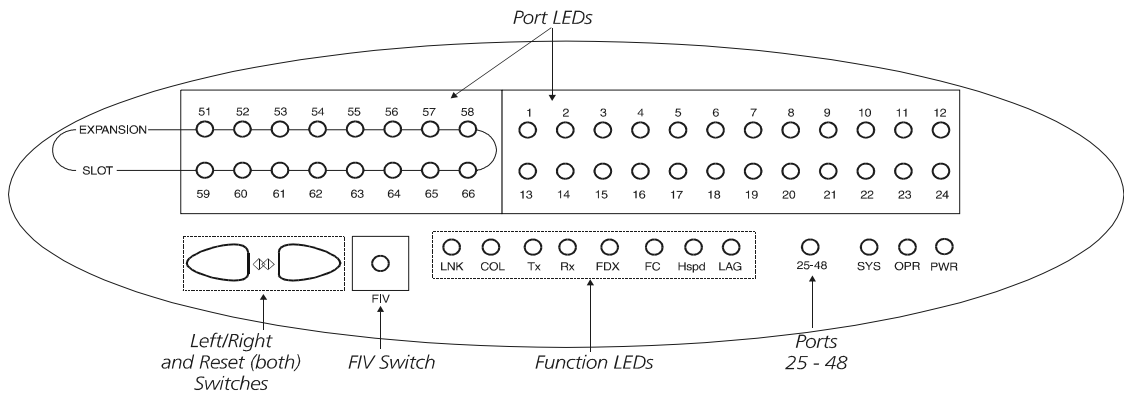 Port LEDs
51 52 53 54 55 56 57 58 1 2 3 4 5 6 7 8 9 10 11 12
EXPANSION
SLOT
59 60 61 62 63 64 65 66 13 14 15 16 17 18 19 20 21 22 23 24
LNK COL Tx Rx FDX FC Hspd LAG 25-48 SYS OPR PWR
FIV
Left/Right
and Reset (both)
Switches
FIV Switch
Function LEDs
Ports
25 - 48